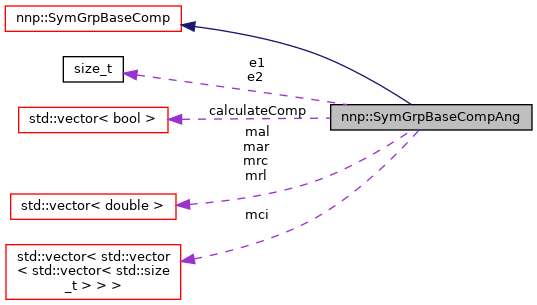 nnp::SymGrpBaseComp
size_t
e1
e2
std::vector< bool >
calculateComp
nnp::SymGrpBaseCompAng
mal
mar
mrc
mrl
std::vector< double >
mci
std::vector< std::vector
< std::vector< std::size
_t > > >